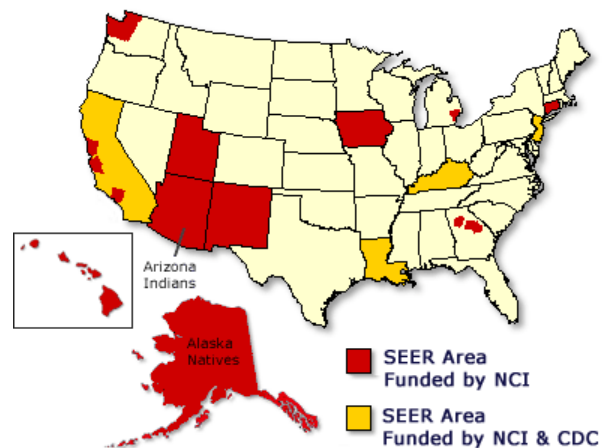 Arizona
Indians
Alaska
Natives
SEER Area
Funded by NCI
SEER Area
Funded by NCI & CDC